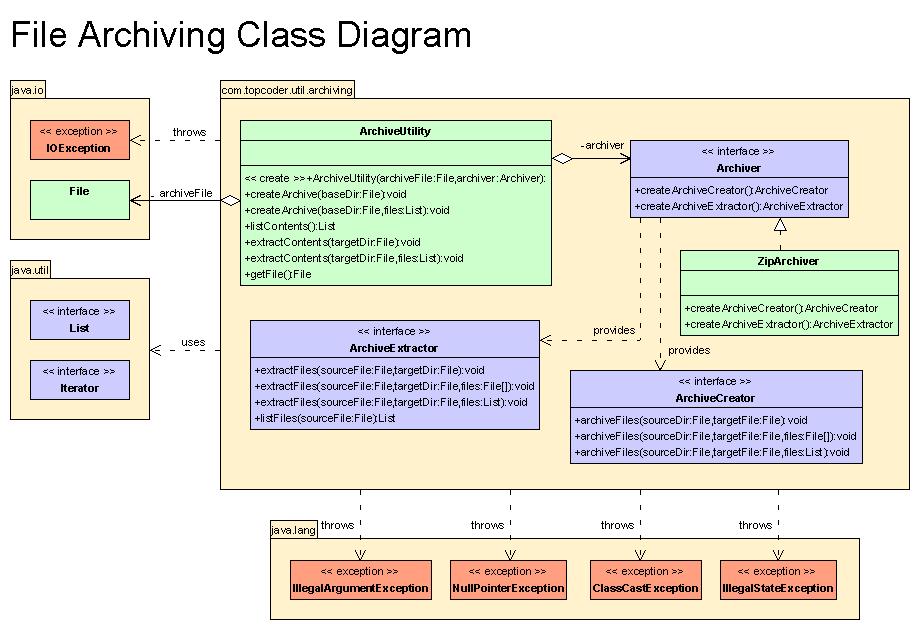 File Archiving Class Diagram
java.io
<< exception >>
IOException
File
throws
archiveFile
com.topcoder.util.archiving
ArchiveUtility
<< create >>+ArchiveUtility(archiveFile:File,archiver:Archiver):
+createArchive(baseDir:File):void
+createArchive(baseDir:File,files:List):void
+listContents():List
+extractContents(targetDir:File):void
+extractContents(targetDir:File,files:List):void
+getFile():File
-archiver
<< interface >>
Archiver
+createArchiveCreator():ArchiveCreator
+createArchiveExtractor():ArchiveExtractor
ZipArchiver
+createArchiveCreator():ArchiveCreator
+createArchiveExtractor():ArchiveExtractor
java.util
<< interface >>
List
<< interface >>
Iterator
uses
<< interface >>
ArchiveExtractor
+extractFiles(sourceFile:File,targetDir:File):void
+extractFiles(sourceFile:File,targetDir:File,files:File[]):void
+extractFiles(sourceFile:File,targetDir:File,files:List):void
+listFiles(sourceFile:File):List
provides
provides
<< interface >>
ArchiveCreator
+archiveFiles(sourceDir:File,targetFile:File):void
+archiveFiles(sourceDir:File,targetFile:File,files:File[]):void
+archiveFiles(sourceDir:File,targetFile:File,files:List):void
java.lang
throws
throws
throws
throws
<< exception >>
IllegalArgumentException
<< exception >>
NullPointerException
<< exception >>
ClassCastException
<< exception >>
IllegalStateException